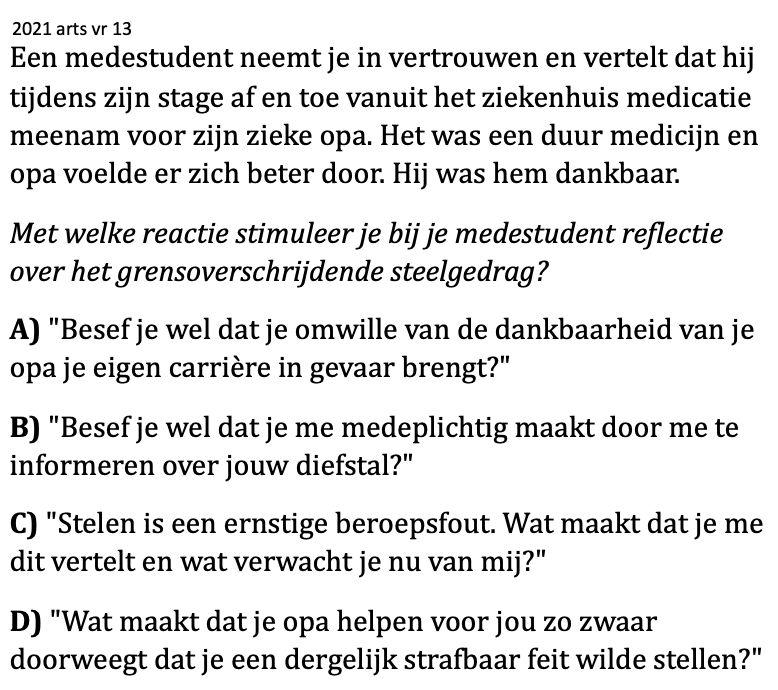 2021 arts vr 13
Een medestudent neemt je in vertrouwen en vertelt dat hij
tijdens zijn stage af en toe vanuit het ziekenhuis medicatie
meenam voor zijn zieke opa. Het was een duur medicijn en
opa voelde er zich beter door. Hij was hem dankbaar.
Met welke reactie stimuleer je bij je medestudent reflectie
over het grensoverschrijdende steelgedrag?
A) "Besef je wel dat je omwille van de dankbaarheid van je
opa je eigen carrière in gevaar brengt?"
B) "Besef je wel dat je me medeplichtig maakt door me te
informeren over jouw diefstal?"
C) "Stelen is een ernstige beroepsfout. Wat maakt dat je me
dit vertelt en wat verwacht je nu van mij?"
D) "Wat maakt dat je opa helpen voor jou zo zwaar
doorweegt dat je een dergelijk strafbaar feit wilde stellen?"